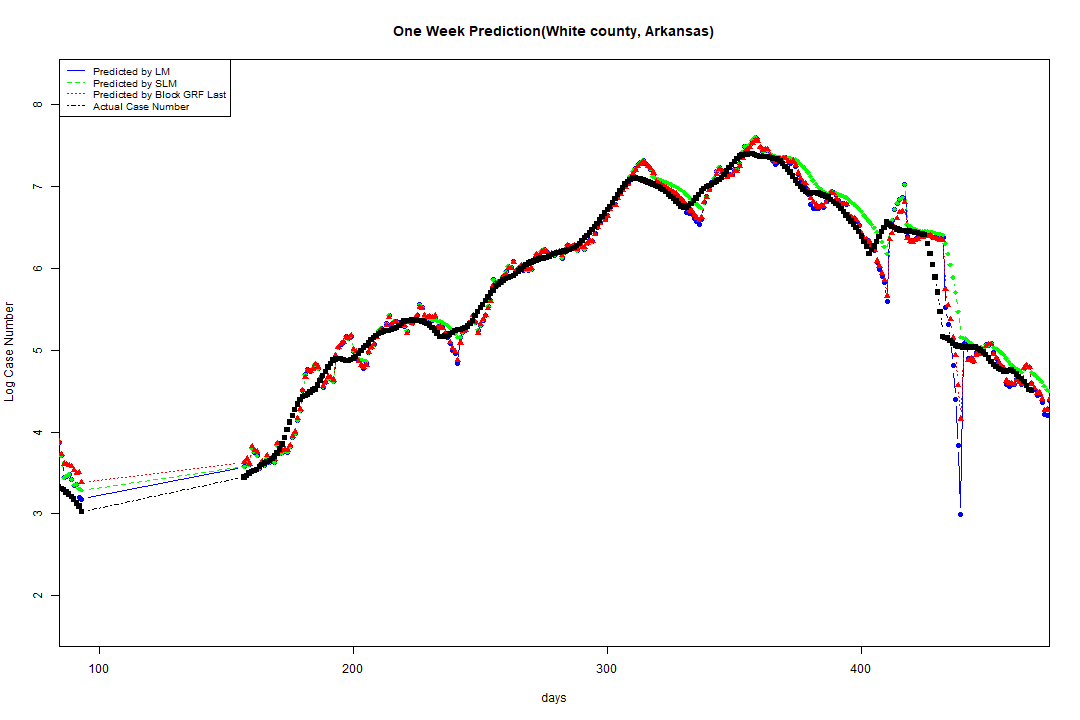 One Week Prediction(White county, Arkansas)
Predicted by LM
Predicted by SLM
Predicted by Block GRF Last
Actual Case Number
8
7
6
5
4
3
2
Log Case Number
100 200 300 400
days